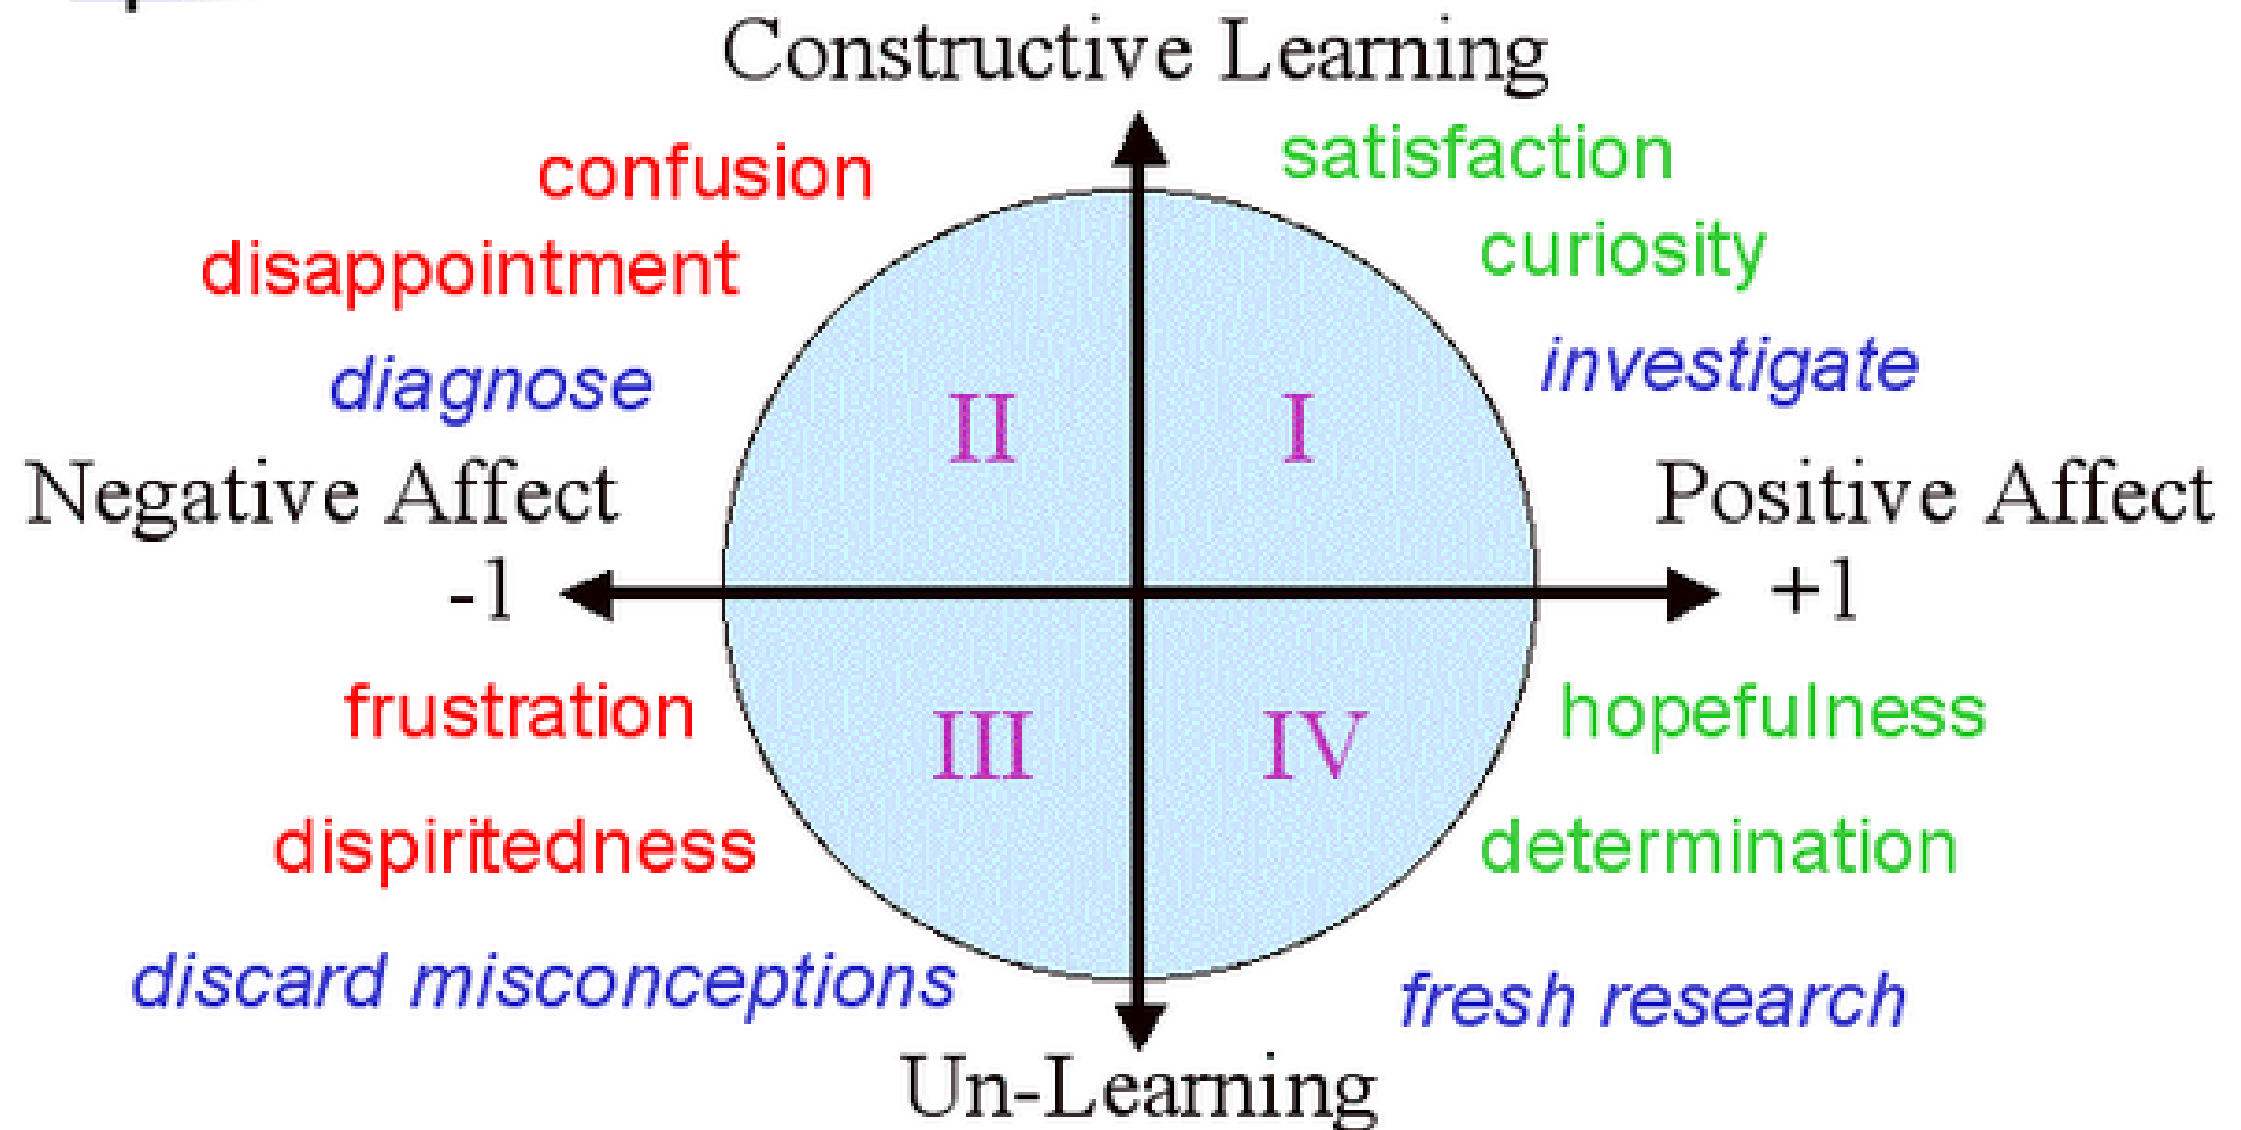 Constructive Learning
confusion
satisfaction
disappointment
curiosity
diagnose
investigate
II
I
Negative Affect
Positive Affect
-1
+1
frustration
hopefulness
III
IV
dispiritedness
determination
discard misconceptions
fresh research
Un-Learning